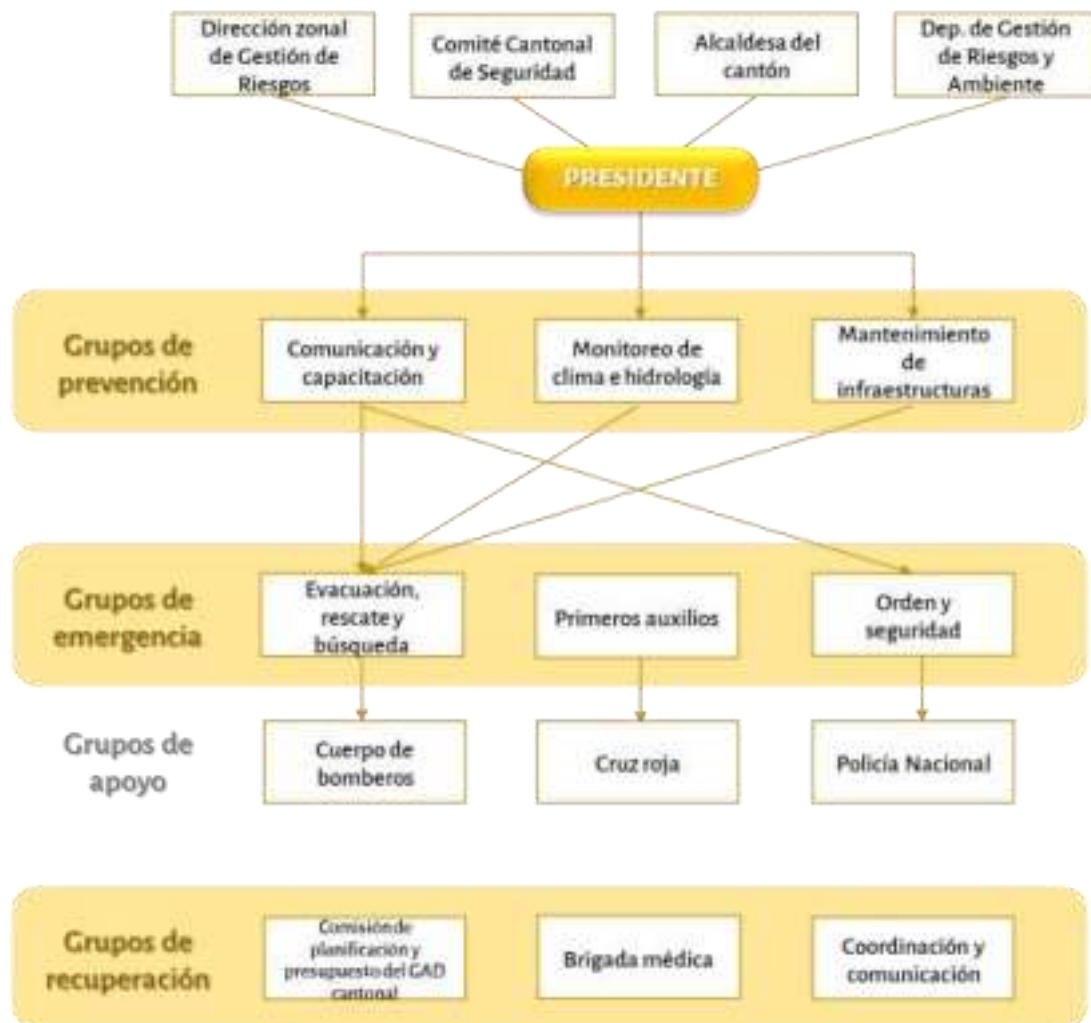 Dirección zonal
de Gestión de
Riesgos
Comité Cantonal
de Seguridad
Alcaldesa del
cantón
Dep. de Gestión
de Riesgos y
Ambiente
PRESIDENTE
Grupos de
prevención
Comunicación y
capacitación
Monitoreo de
clima e hidrología
Mantenimiento
de
infraestructuras
Grupos de
emergencia
Evacuación,
rescate y
búsqueda
Primeros auxilios
Orden y
seguridad
Grupos de
apoyo
Cuerpo de
bomberos
Cruz roja
Policía Nacional
Grupos de
recuperación
Comisión de
planificación y
presupuesto del GAD
cantonal
Brigada médica
Coordinación y
comunicación